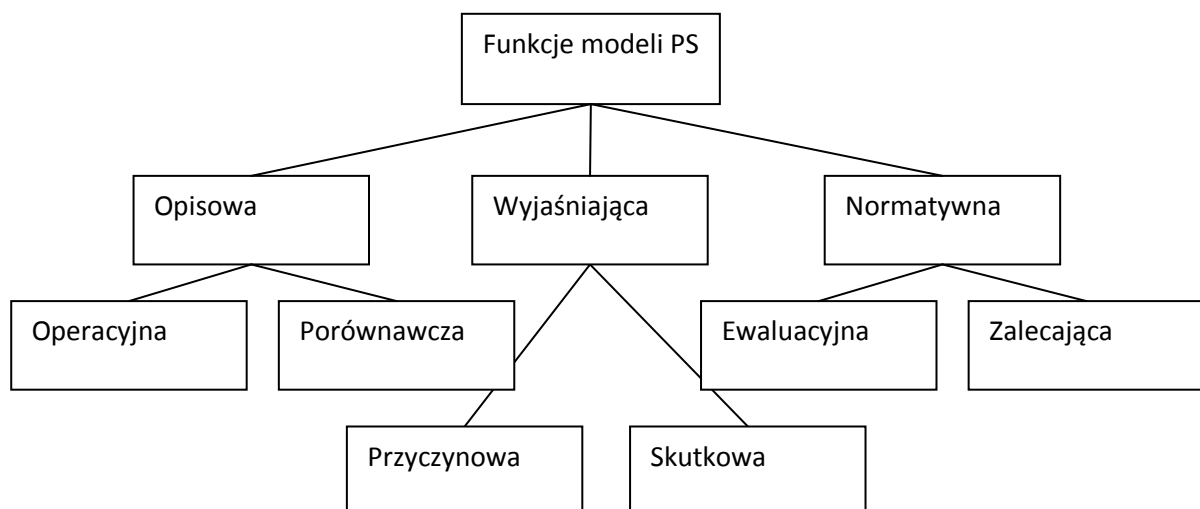 Funkcje modeli PS
Opisowa
Wyjaśniająca
Normatywna
Operacyjna
Porównawcza
Ewaluacyjna
Zalecająca
Przyczynowa
Skutkowa